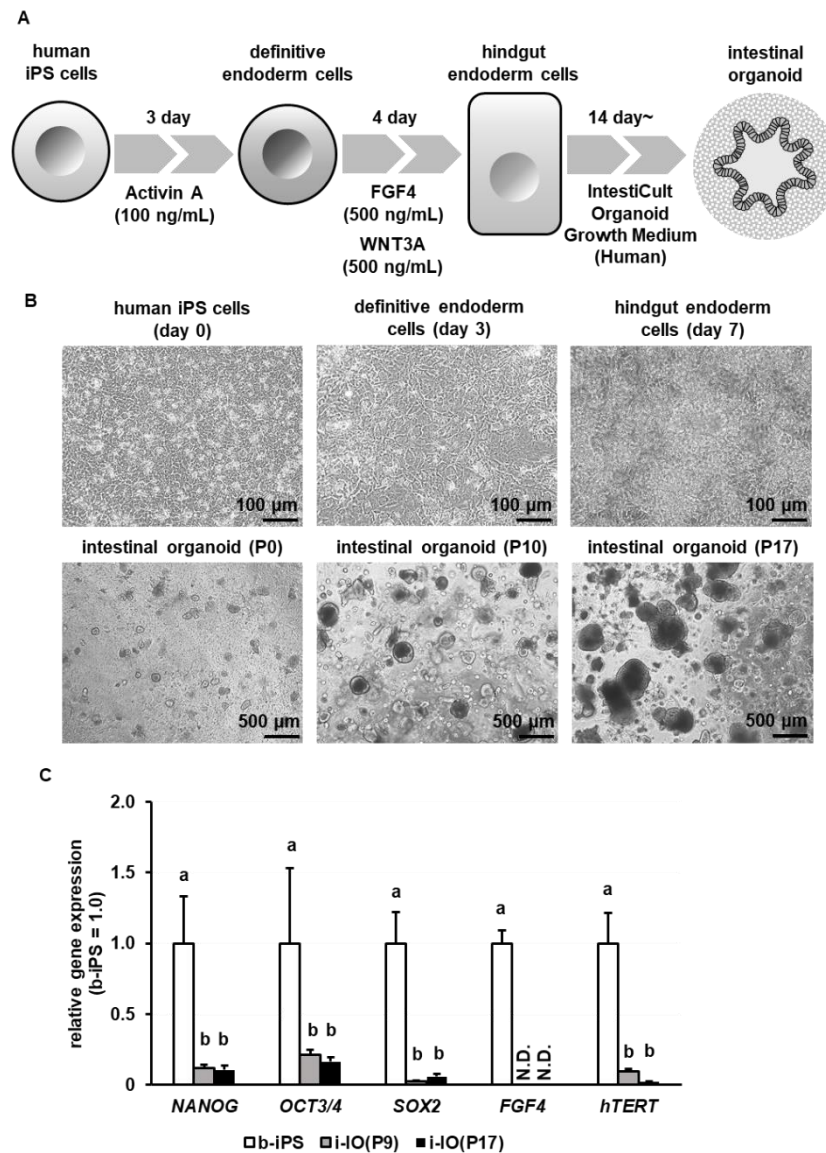 A
human
iPS cells
definitive
endoderm cells
hindgut
endoderm cells
intestinal
organoid
3 day
4 day
14 day~
Activin A
(100 ng/mL)
FGF4
(500 ng/mL)
WNT3A
(500 ng/mL)
IntestiCult
Organoid
Growth Medium
(Human)
B
human iPS cells
(day 0)
definitive endoderm
cells (day 3)
hindgut endoderm
cells (day 7)
100 μm
100 μm
100 μm
intestinal organoid (P0)
intestinal organoid (P10)
intestinal organoid (P17)
500 μm
500 μm
500 μm
C
relative gene expression
(b-iPS = 1.0)
2.0
1.5
1.0
0.5
0
a
b b
a
b b
a
b b
a
N.D.
N.D.
a
b b
NANOG OCT3/4 SOX2 FGF4 hTERT
b-iPS i-IO(P9) i-IO(P17)